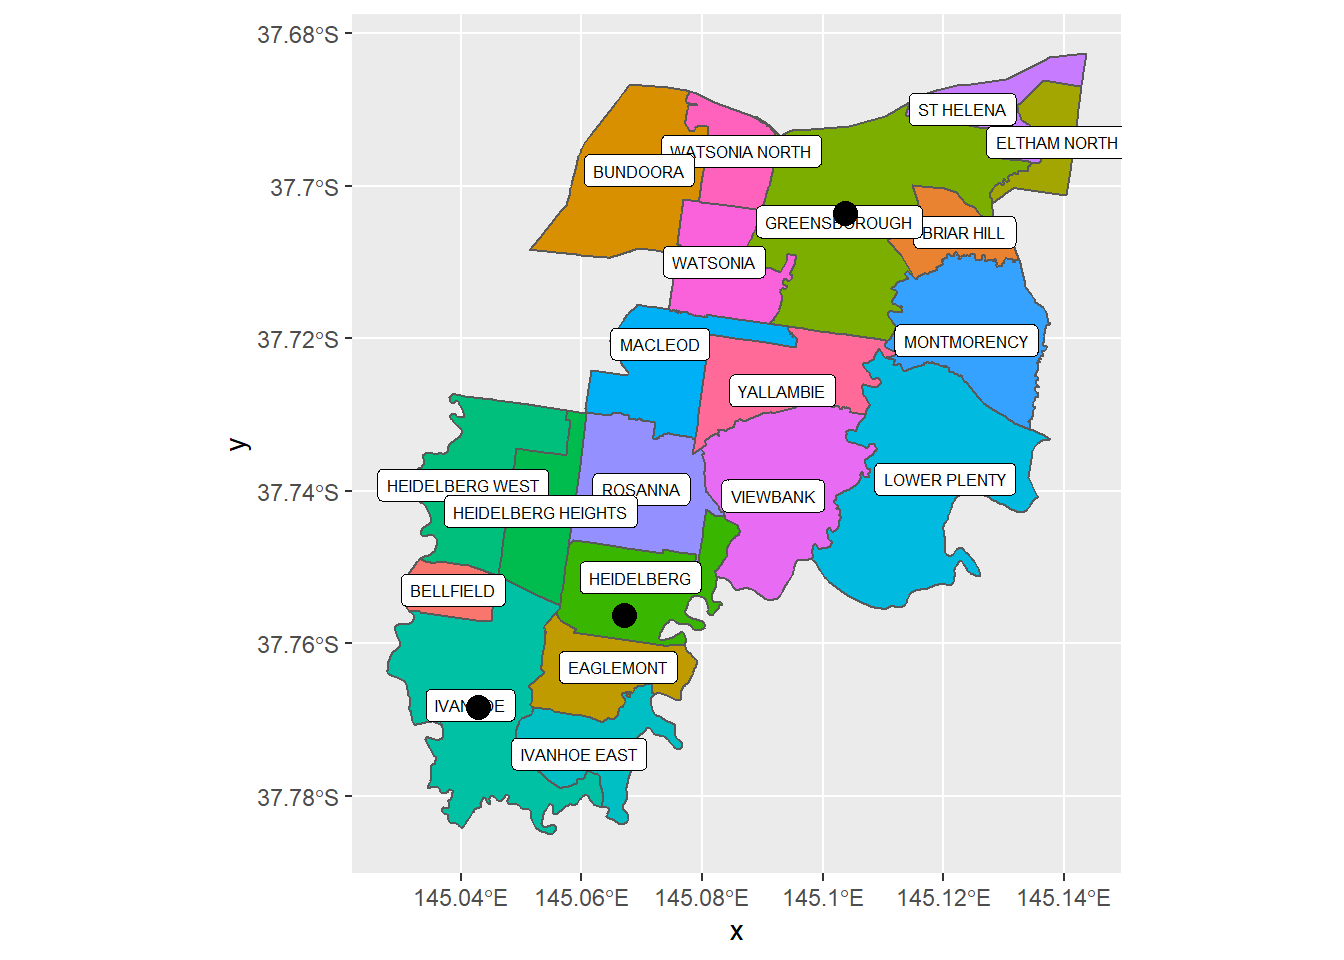 37.68°S
ST HELENA
ELTHAM NORTH
WATSONIA NORTH
BUNDOORA
37.7°S
GREENSBOROUGH
BRIAR HILL
WATSONIA
37.72°S
MACLEOD
MONTMORENCY
YALLAMBIE
y
LOWER PLENTY
37.74°S
HEIDELBERG WEST
ROSANNA
VIEWBANK
HEIDELBERG HEIGHTS
HEIDELBERG
BELLFIELD
37.76°S
EAGLEMONT
IVANHOE
IVANHOE EAST
37.78°S
145.04°E 145.06°E 145.08°E 145.1°E 145.12°E 145.14°E
x